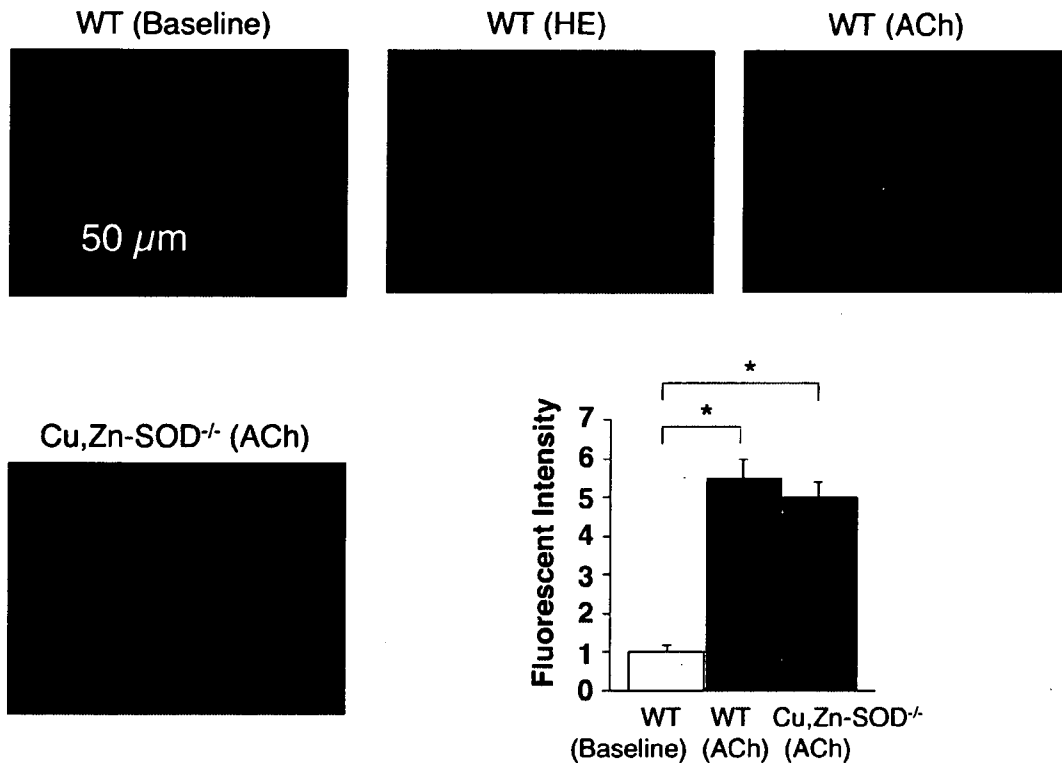 WT (Baseline)
WT (HE)
WT (ACh)
50 μm
Cu,Zn-SOD-/- (ACh)
*
*
Fluorescent Intensity
7
6
5
4
3
2
1
0
WT
(Baseline)
WT
(ACh)
Cu,Zn-SOD-/-
(ACh)